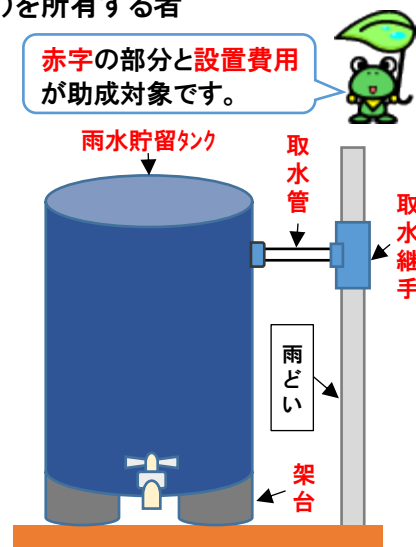 を所有する者
赤字の部分と設置費用
が助成対象です。
雨水貯留タンク
取水管
取水継手
雨どい
架台